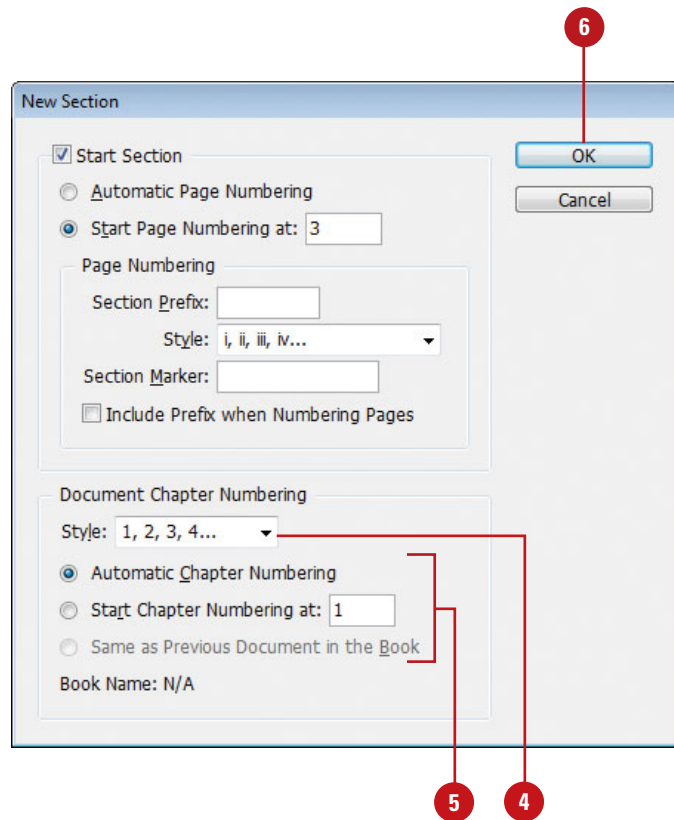 6
New Section
Start Section
OK
Automatic Page Numbering
Cancel
Start Page Numbering at: 3
Page Numbering
Section Prefix:
Style: i, ii, iii, iv...
Section Marker:
Include Prefix when Numbering Pages
Document Chapter Numbering
Style: 1, 2, 3, 4...
Automatic Chapter Numbering
Start Chapter Numbering at: 1
Same as Previous Document in the Book
Book Name: N/A
5 4